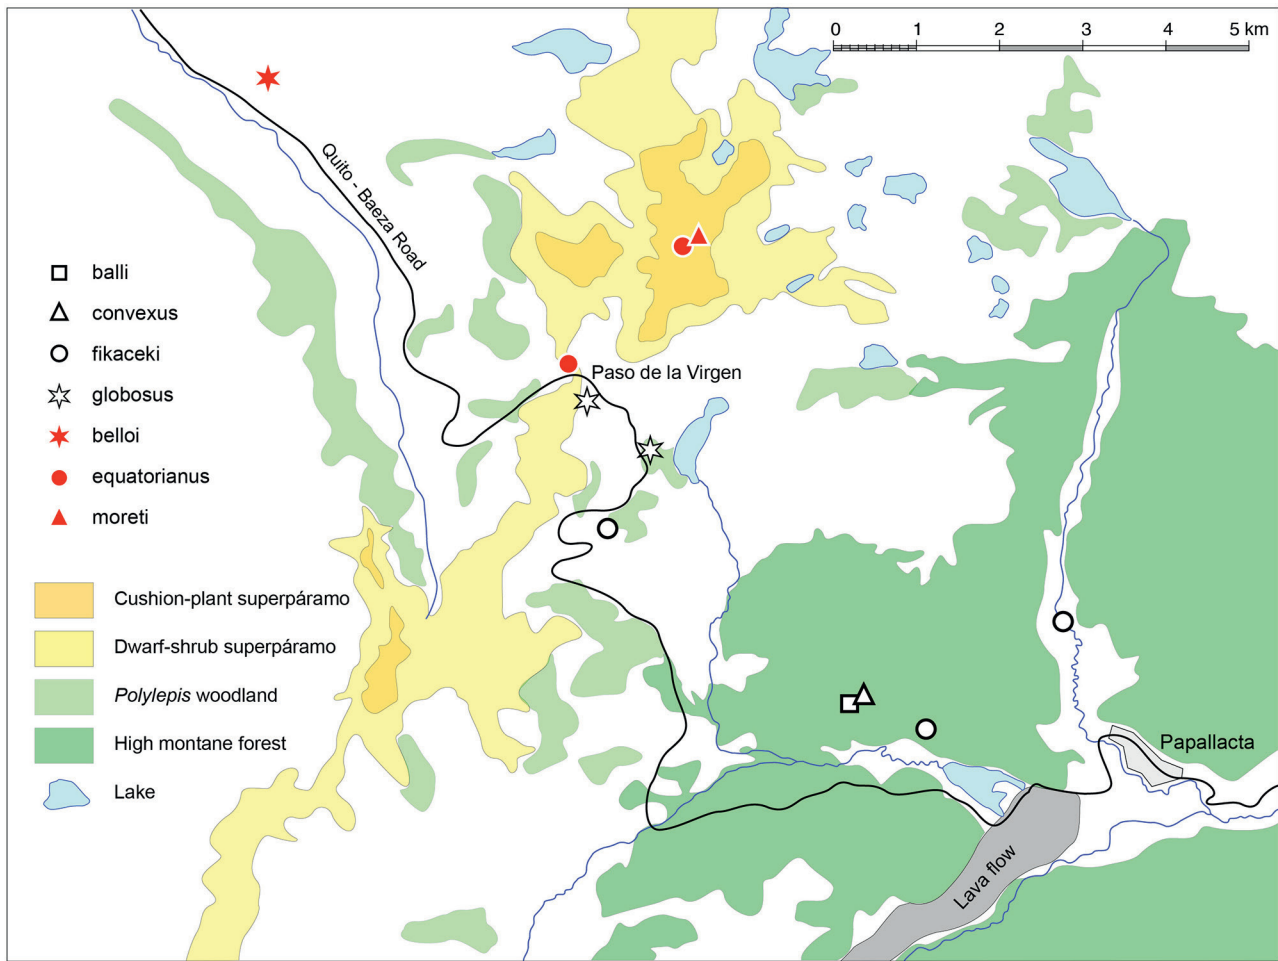 0 1 2 3 4 5 km
Quito - Baeza Road
balli
convexus
fikaceki
globosus
belloi
equatorianus
moreti
Paso de la Virgen
Cushion-plant superpáramo
Dwarf-shrub superpáramo
Polylepis woodland
High montane forest
Lake
Papallacta
Lava flow